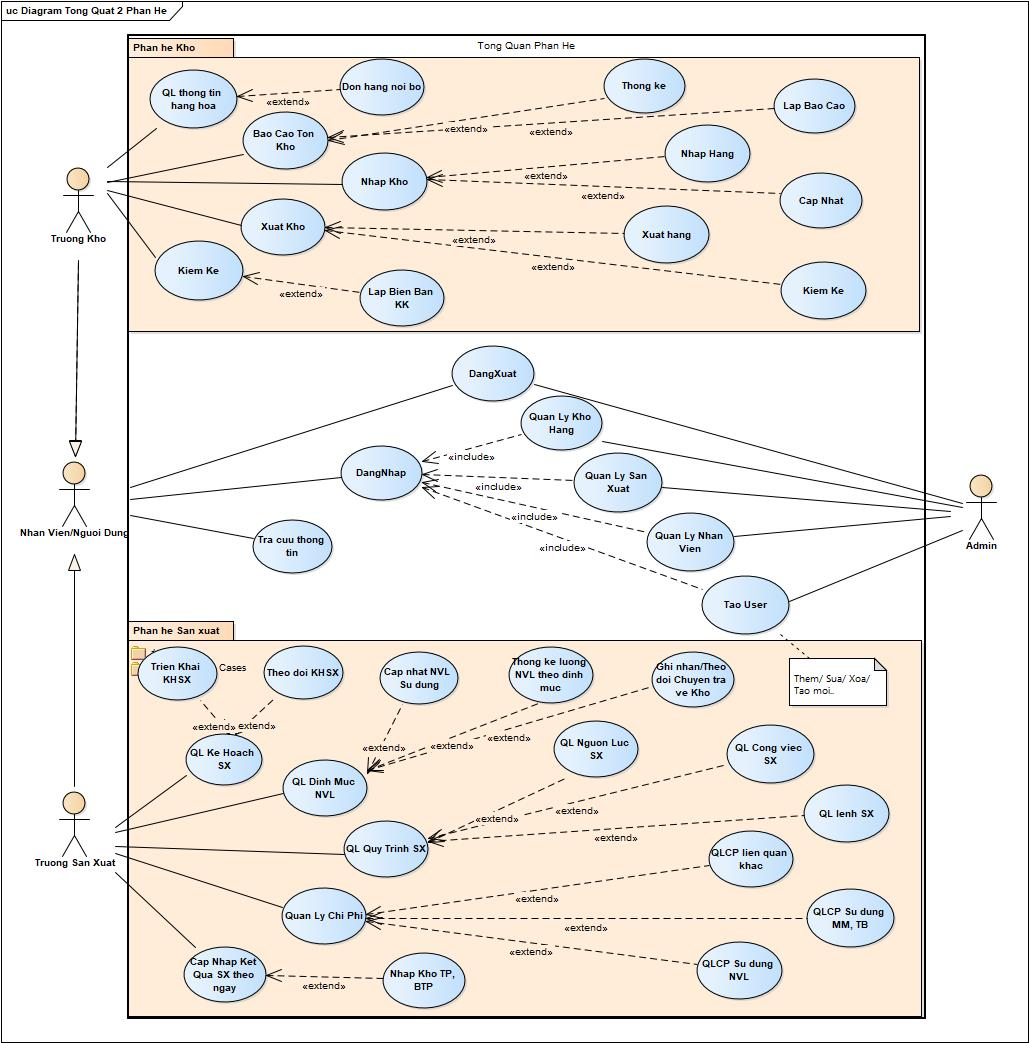 uc Diagram Tong Quat 2 Phan He
Tong Quan Phan He
Phan he Kho
QL thong tin
hang hoa
«extend»
Don hang noi bo
Thong ke
Lap Bao Cao
Bao Cao Ton
Kho
«extend»
«extend»
Nhap Hang
Nhap Kho
«extend»
«extend»
Cap Nhat
Truong Kho
Xuat Kho
«extend»
Xuat hang
«extend»
Kiem Ke
«extend»
Lap Bien Ban
KK
Kiem Ke
DangXuat
Quan Ly Kho
Hang
«include»
DangNhap
Quan Ly San
Xuat
«include»
«include»
Nhan Vien/Nguoi Dung
Tra cuu thong
tin
Quan Ly Nhan
Vien
«include»
Admin
Tao User
Phan he San xuat
Trien Khai
KHSX
Cases
Theo doi KHSX
Cap nhat NVL
Su dung
Thong ke luong
NVL theo dinh
muc
Ghi nhan/Theo
doi Chuyen tra
ve Kho
Them/ Sua/ Xoa/
Tao moi..
«extend»
«extend»
«extend»
«extend»
«extend»
QL Ke Hoach
SX
QL Nguon Luc
SX
QL Cong viec
SX
QL Dinh Muc
NVL
«extend»
«extend»
QL lenh SX
«extend»
QL Quy Trinh SX
Truong San Xuat
QLCP lien quan
khac
«extend»
Quan Ly Chi Phi
QLCP Su dung
MM, TB
«extend»
«extend»
QLCP Su dung
NVL
Cap Nhap Ket
Qua SX theo
ngay
«extend»
Nhap Kho TP,
BTP